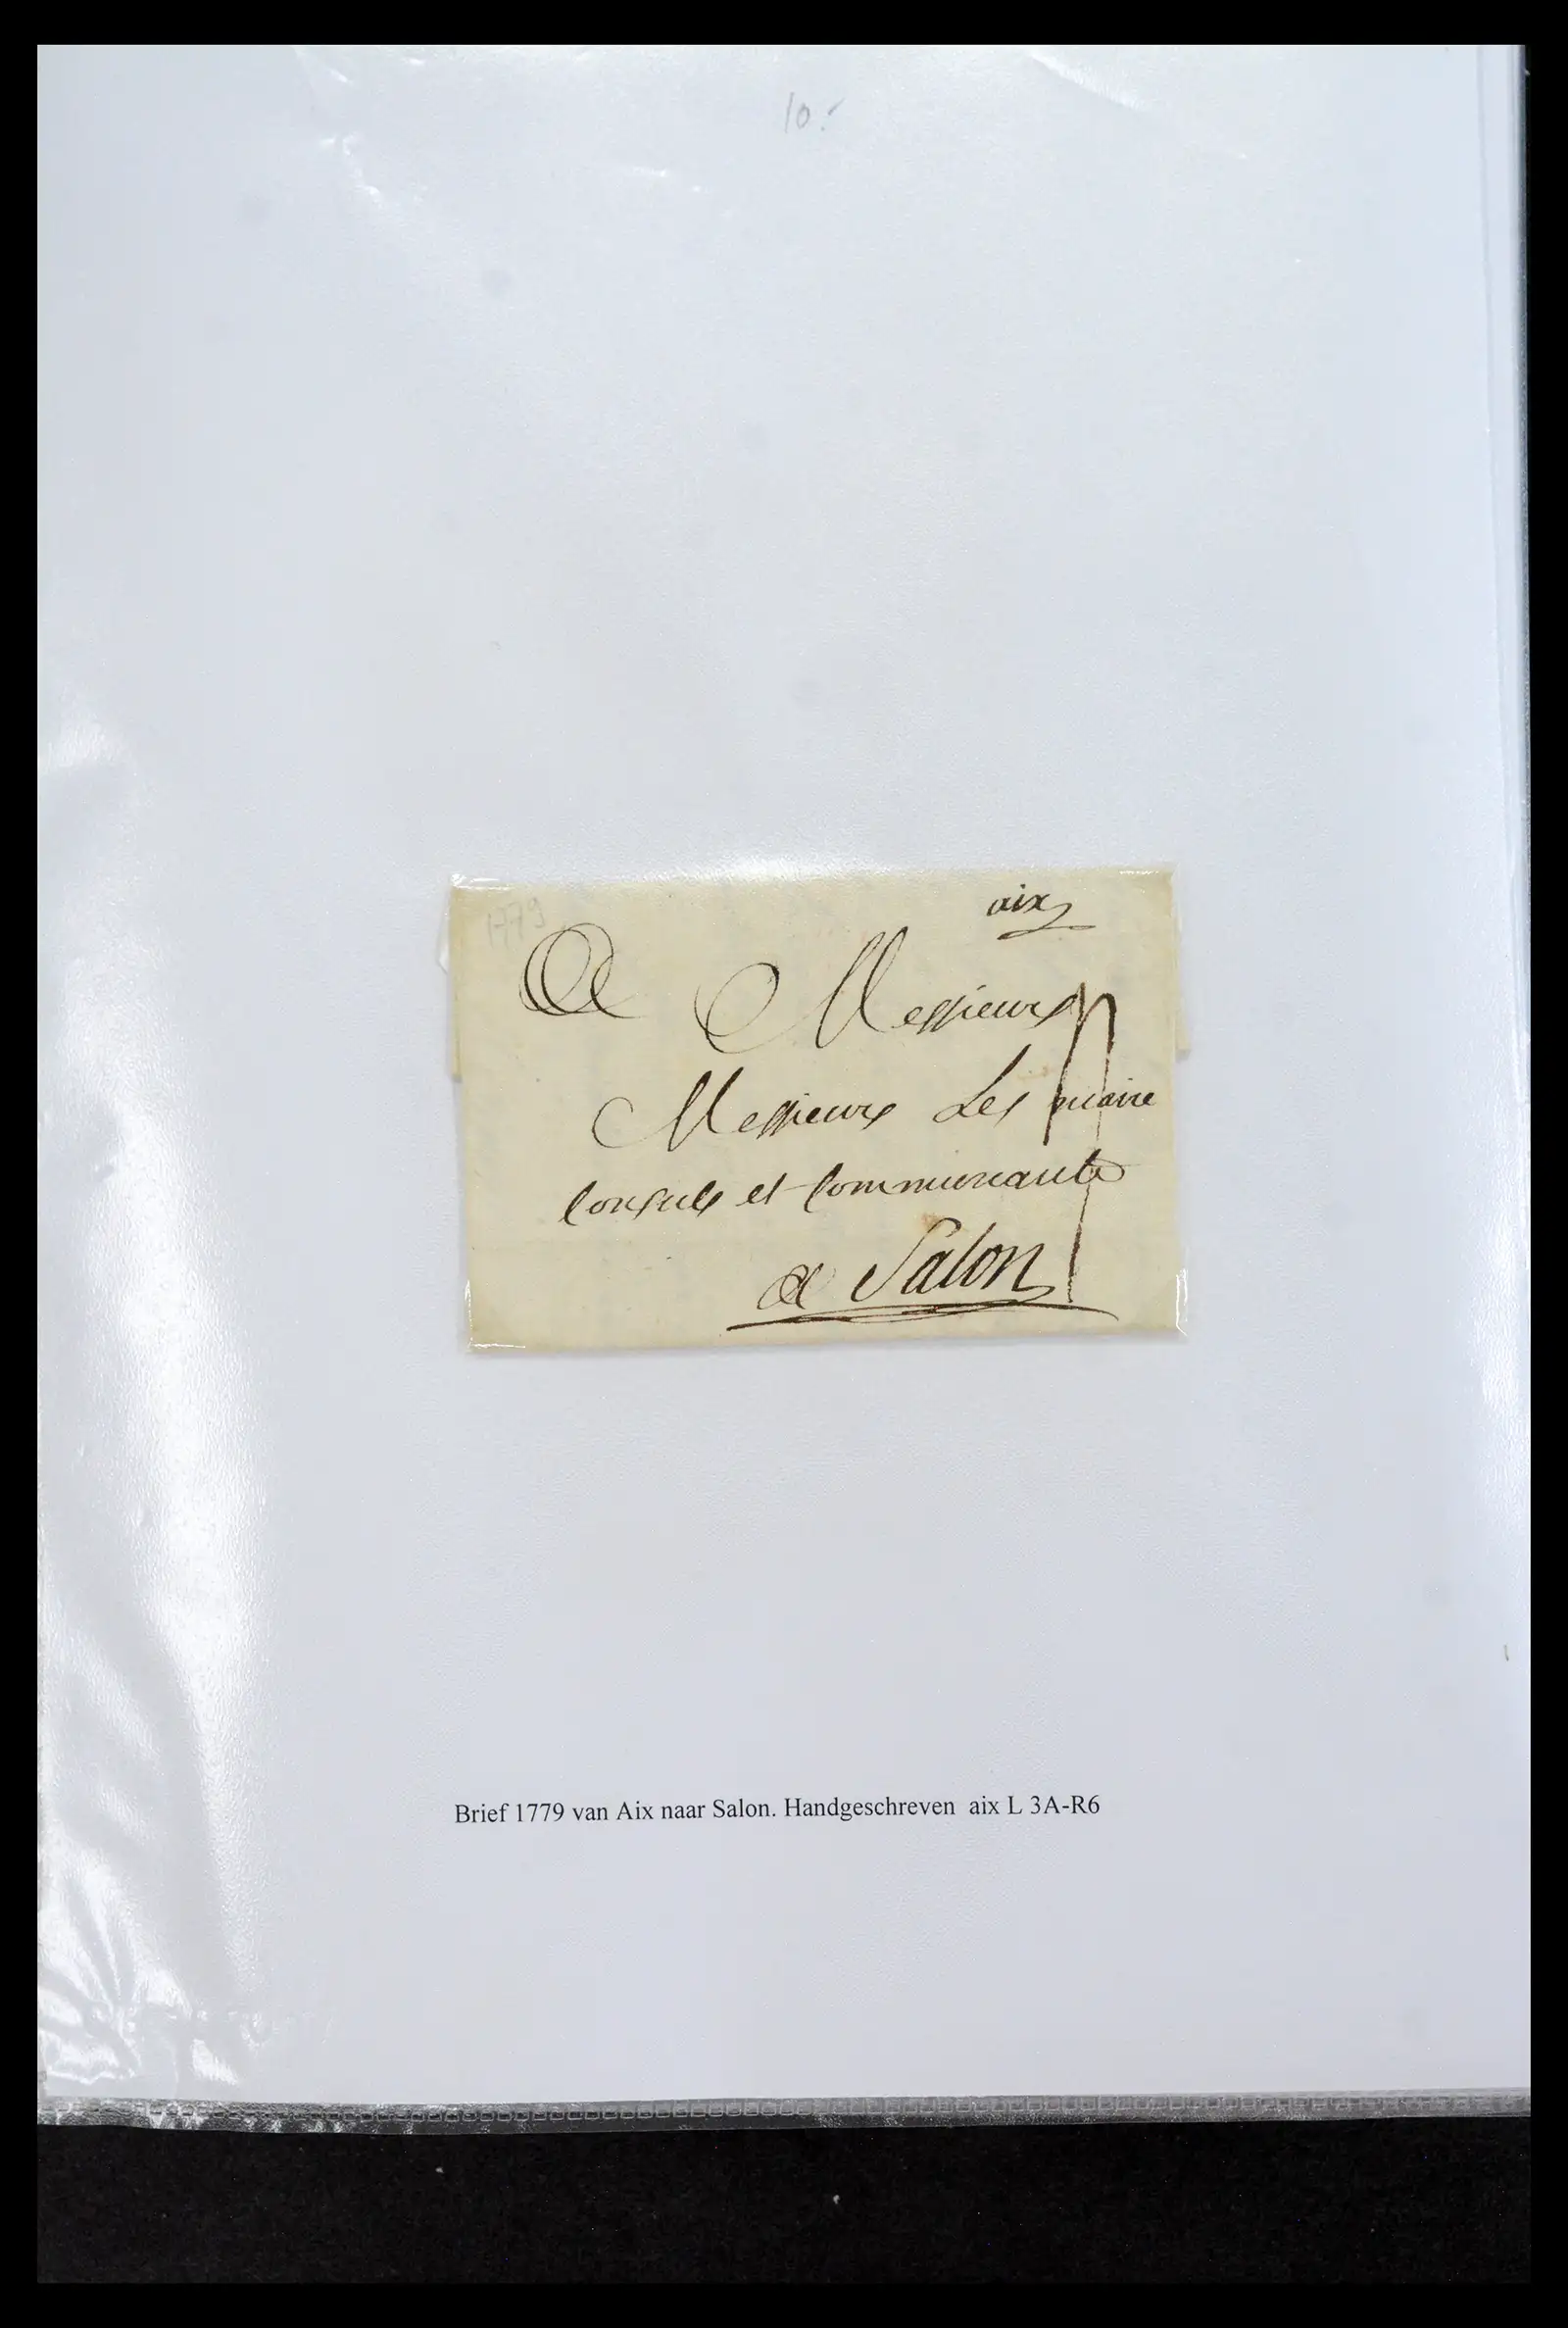 10.-
1779
aix
A Messieurs
Messieurs Les maire
Consuls et Communauté
a Salon
Brief 1779 van Aix naar Salon. Handgeschreven aix L 3A-R6